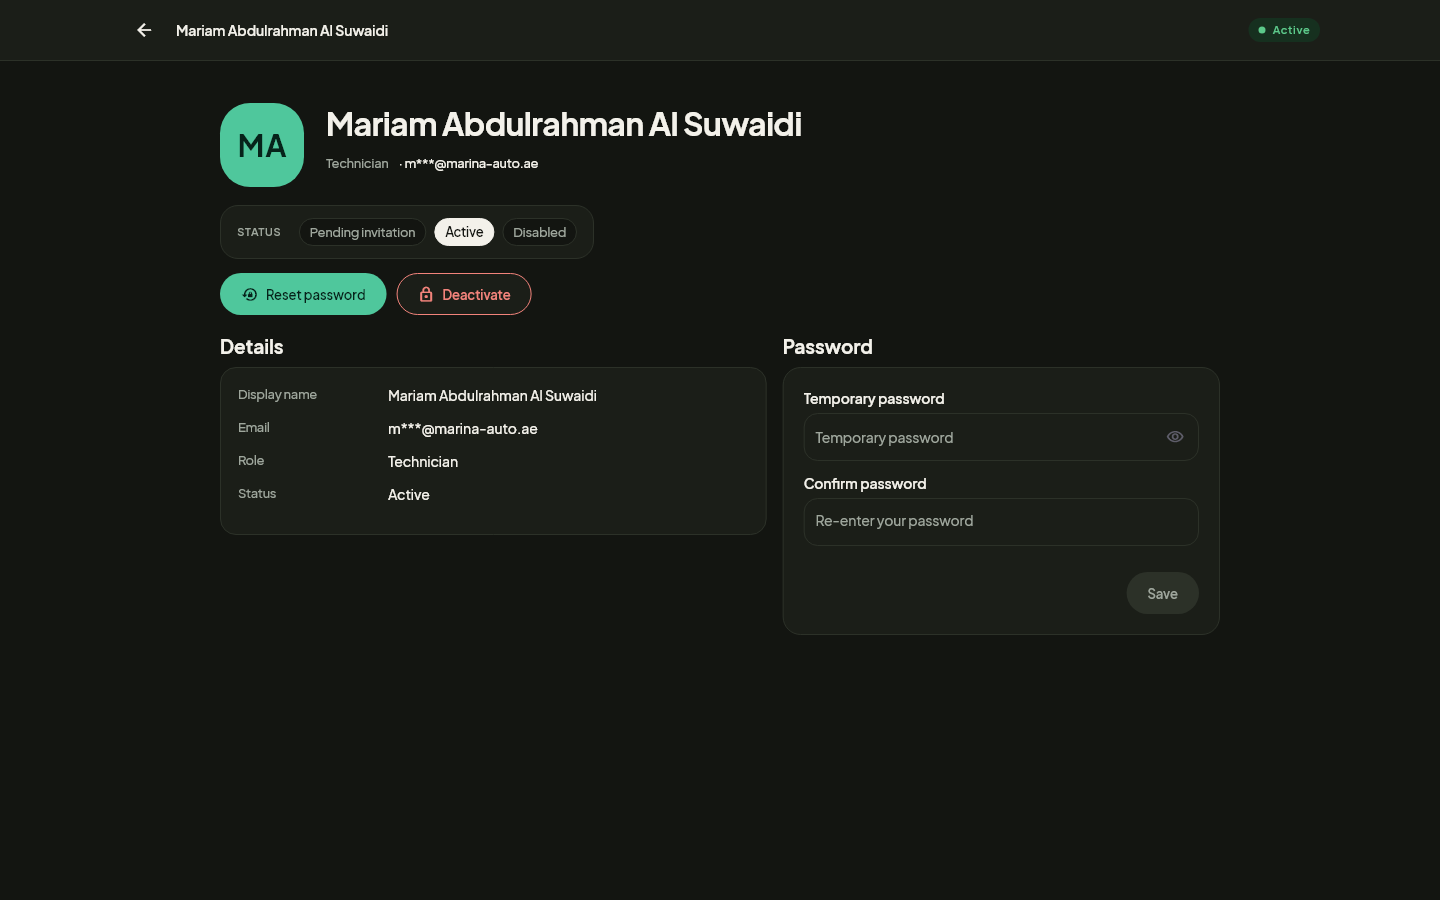 Mariam Abdulrahman Al Suwaidi
Active
MA
Mariam Abdulrahman Al Suwaidi
Technician · m***@marina-auto.ae
STATUS Pending invitation Active Disabled
Reset password Deactivate
Details
Display name Mariam Abdulrahman Al Suwaidi
Email m***@marina-auto.ae
Role Technician
Status Active
Password
Temporary password
Temporary password
Confirm password
Re-enter your password
Save